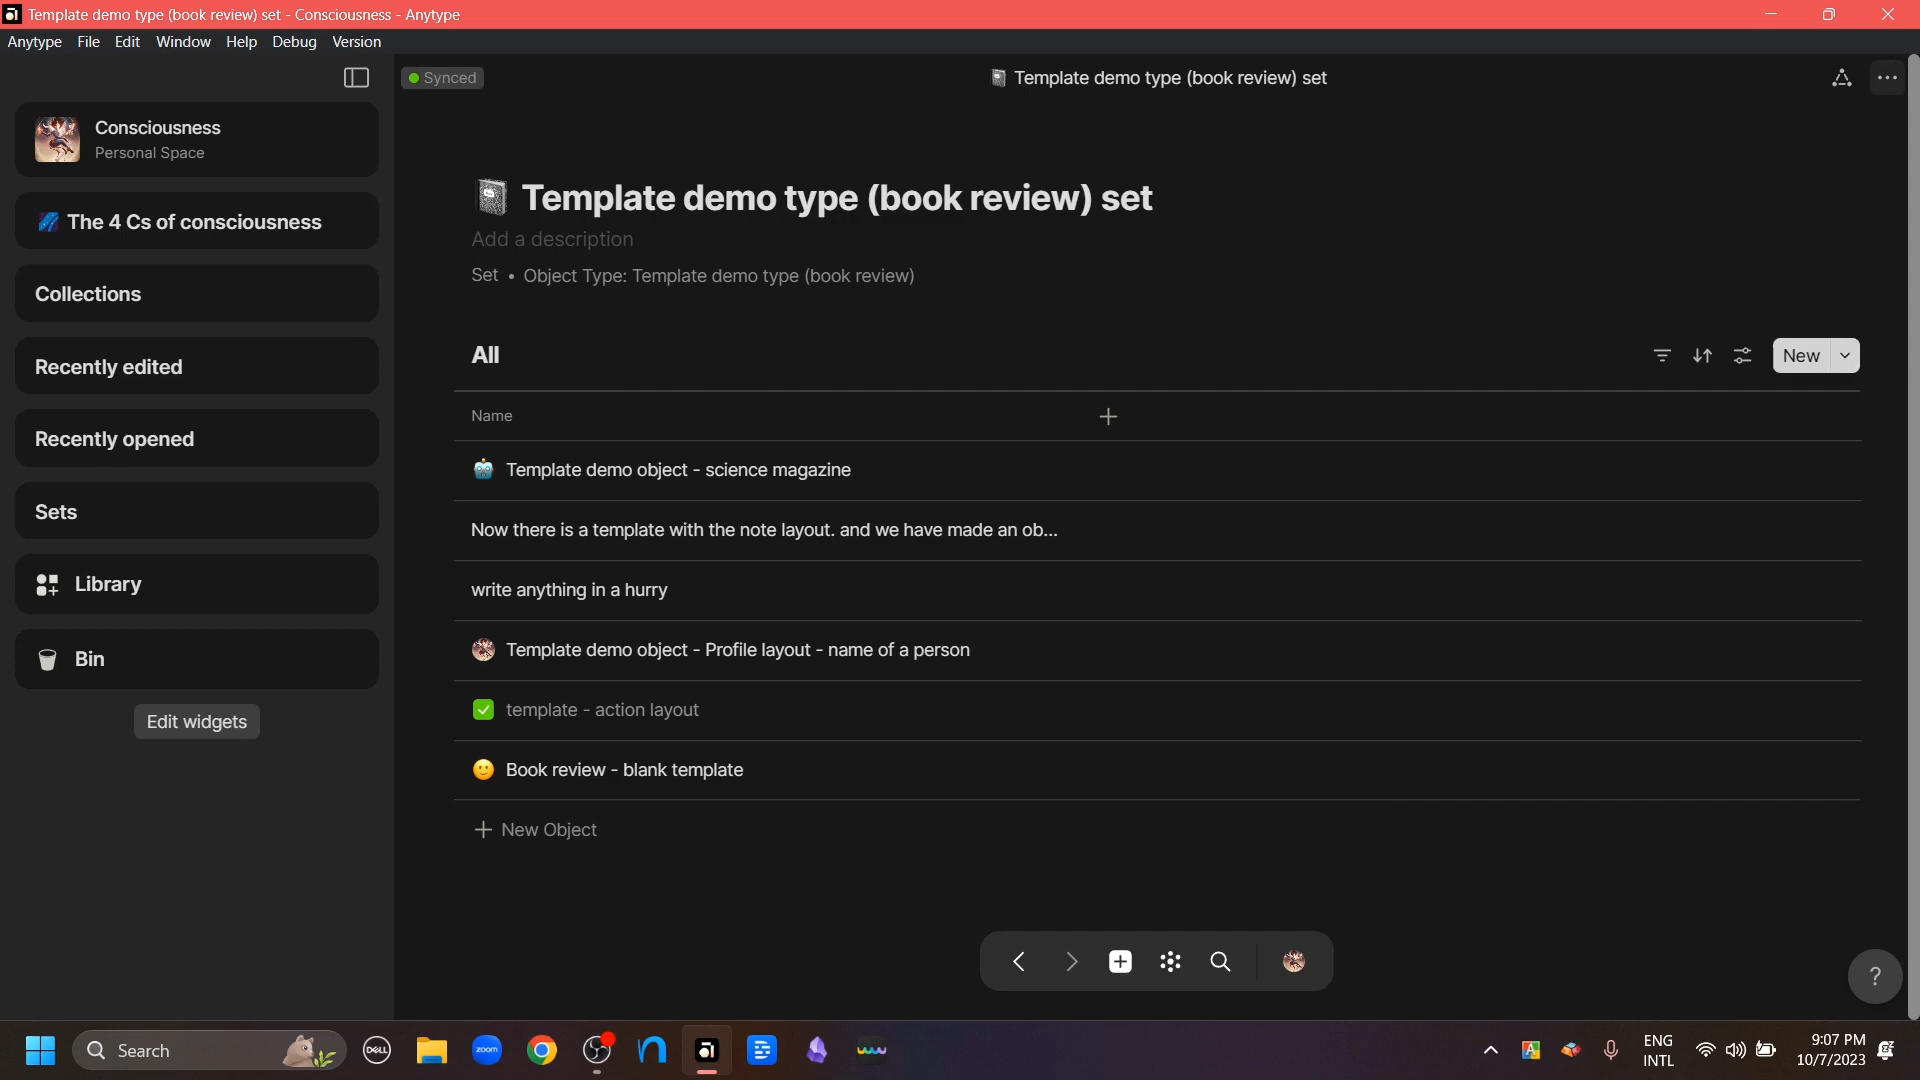 Template demo type (book review) set - Consciousness - Anytype
Anytype File Edit Window Help Debug Version
Synced
Template demo type (book review) set
Consciousness
Personal Space
The 4 Cs of consciousness
Collections
Recently edited
Recently opened
Sets
Library
Bin
Edit widgets
Template demo type (book review) set
Add a description
Set • Object Type: Template demo type (book review)
All
New
Name
Template demo object - science magazine
Now there is a template with the note layout. and we have made an ob...
write anything in a hurry
Template demo object - Profile layout - name of a person
template - action layout
Book review - blank template
New Object
?
Search
DELL
zoom
ENG
INTL
9:07 PM
10/7/2023